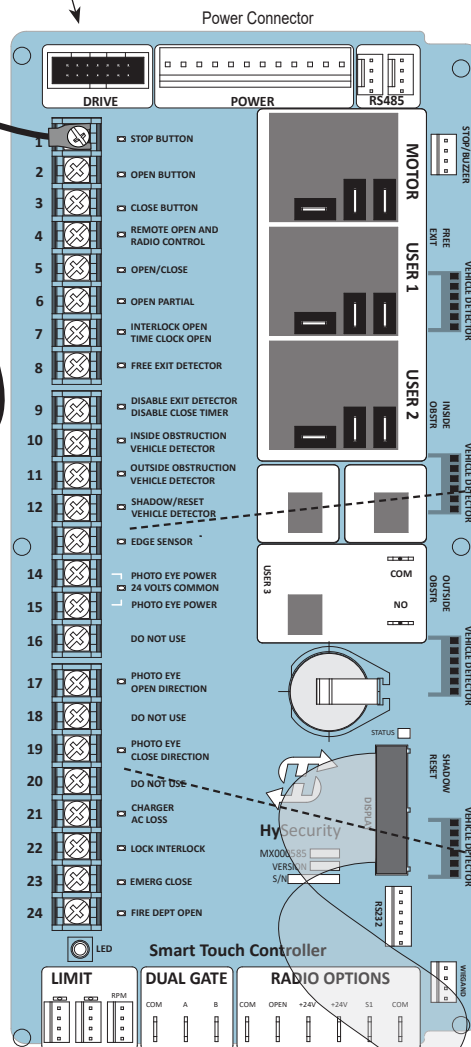 Power Connector
DRIVE
POWER
RS485
1 STOP BUTTON
2 OPEN BUTTON
3 CLOSE BUTTON
4 REMOTE OPEN AND
RADIO CONTROL
5 OPEN/CLOSE
6 OPEN PARTIAL
7 INTERLOCK OPEN
TIME CLOCK OPEN
8 FREE EXIT DETECTOR
9 DISABLE EXIT DETECTOR
DISABLE CLOSE TIMER
10 INSIDE OBSTRUCTION
VEHICLE DETECTOR
11 OUTSIDE OBSTRUCTION
VEHICLE DETECTOR
12 SHADOW/RESET
VEHICLE DETECTOR
EDGE SENSOR
14 PHOTO EYE POWER
24 VOLTS COMMON
15 PHOTO EYE POWER
16 DO NOT USE
17 PHOTO EYE
OPEN DIRECTION
18 DO NOT USE
19 PHOTO EYE
CLOSE DIRECTION
20 DO NOT USE
21 CHARGER
AC LOSS
22 LOCK INTERLOCK
23 EMERG CLOSE
24 FIRE DEPT OPEN
MOTOR
USER 1
USER 2
USER 3
COM
NO
STOP/BUZZER
FREE
EXIT
VEHICLE DETECTOR
INSIDE
OBSTR
VEHICLE DETECTOR
OUTSIDE
OBSTR
VEHICLE DETECTOR
SHADOW
RESET
VEHICLE DETECTOR
STATUS
DISPLAY
HySecurity
MX000585
VERSION
S/N
RS232
WIEGAND
LED
Smart Touch Controller
LIMIT
RPM
DUAL GATE
COM A B
RADIO OPTIONS
COM OPEN +24V +24V S1 COM